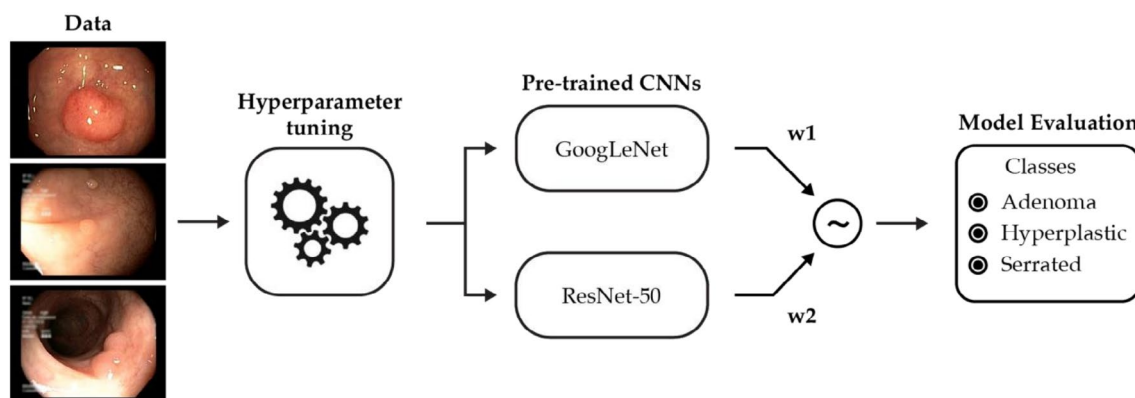 Data
Hyperparameter
tuning
Pre-trained CNNs
GoogLeNet
ResNet-50
w1
~
w2
Model Evaluation
Classes
Adenoma
Hyperplastic
Serrated